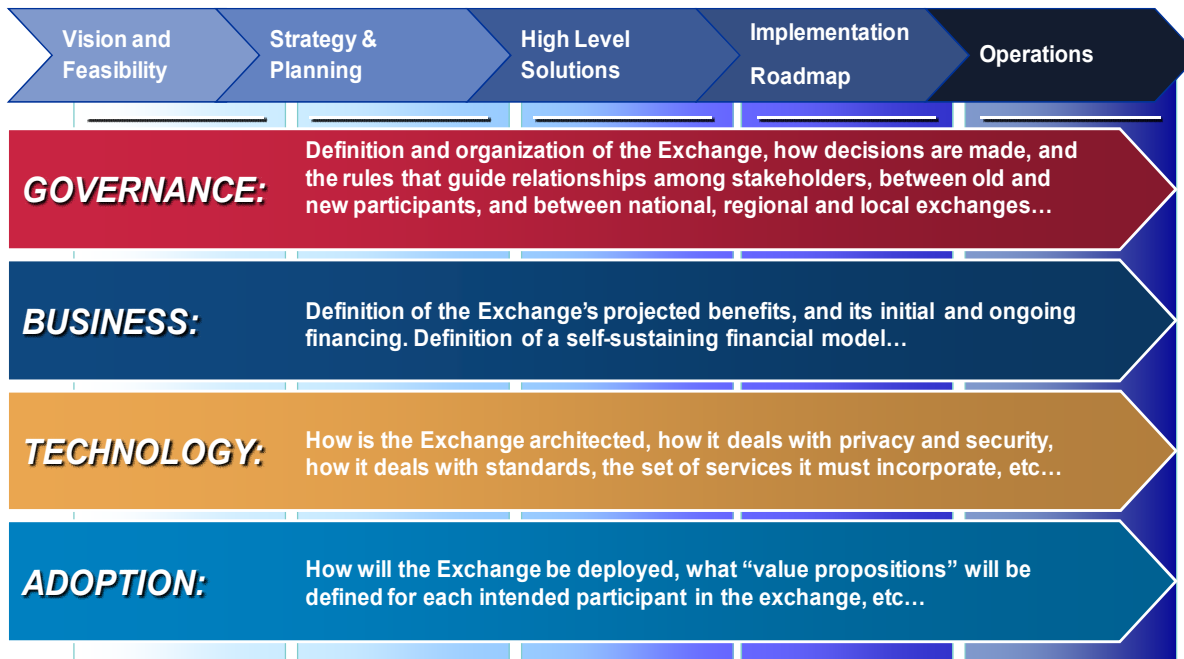 Vision and
Feasibility
Strategy &
Planning
High Level
Solutions
Implementation
Roadmap
Operations
GOVERNANCE:
Definition and organization of the Exchange, how decisions are made, and
the rules that guide relationships among stakeholders, between old and
new participants, and between national, regional and local exchanges…
BUSINESS:
Definition of the Exchange’s projected benefits, and its initial and ongoing
financing. Definition of a self-sustaining financial model…
TECHNOLOGY:
How is the Exchange architected, how it deals with privacy and security,
how it deals with standards, the set of services it must incorporate, etc…
ADOPTION:
How will the Exchange be deployed, what “value propositions” will be
defined for each intended participant in the exchange, etc…